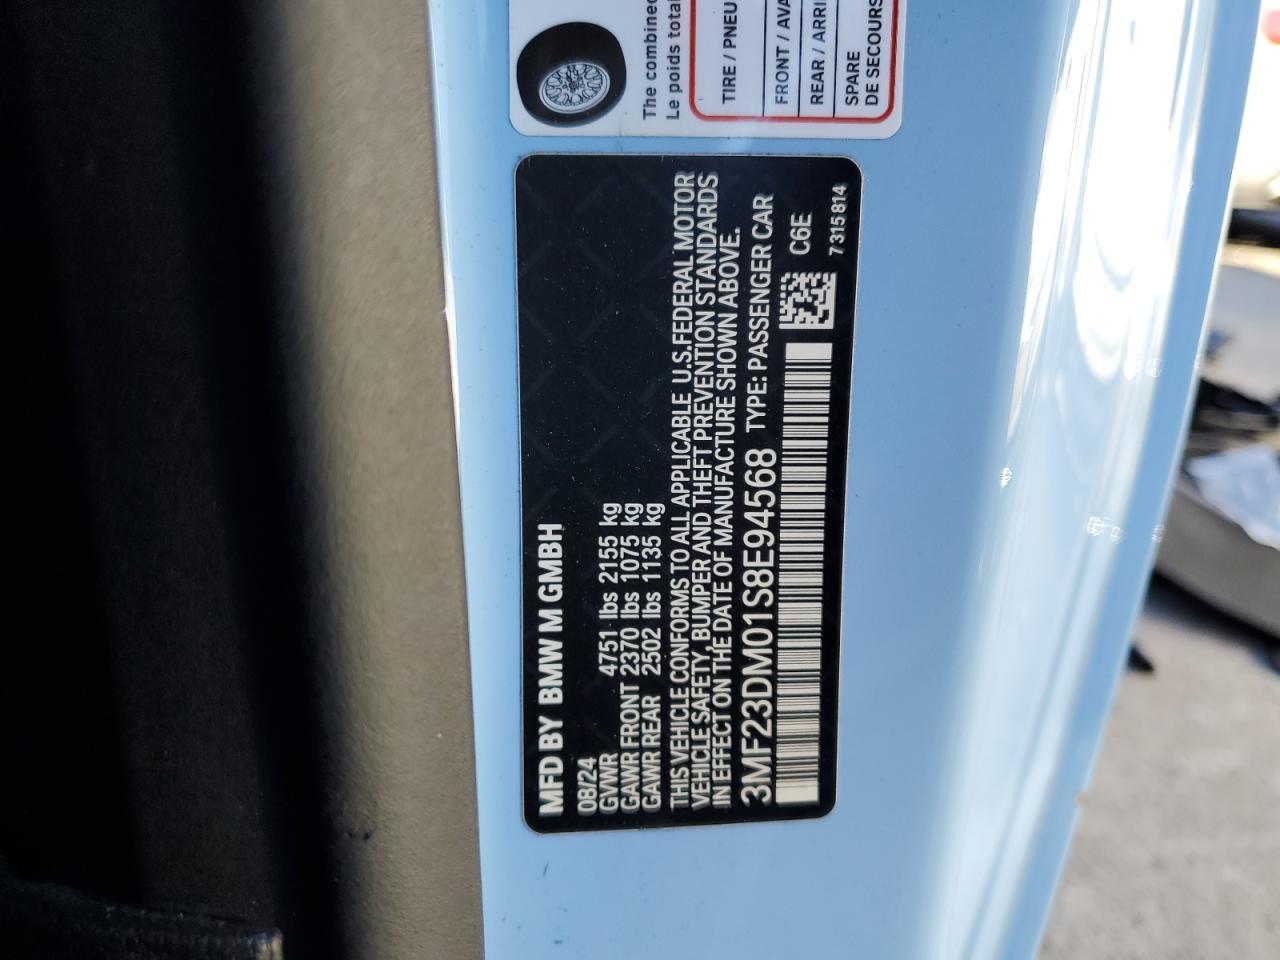 The combined
Le poids total
TIRE / PNEU
FRONT /
REAR /
SPARE
DE SECOURS
MFD BY BMW M GMBH
08/24
GVWR 4751 lbs 2155 kg
GAWR FRONT 2370 lbs 1075 kg
GAWR REAR 2502 lbs 1135 kg
THIS VEHICLE CONFORMS TO ALL APPLICABLE U.S.FEDERAL MOTOR
VEHICLE SAFETY, BUMPER AND THEFT PREVENTION STANDARDS
IN EFFECT ON THE DATE OF MANUFACTURE SHOWN ABOVE.
3MF23DM01S8E94568 TYPE: PASSENGER CAR
C6E
7 315 814